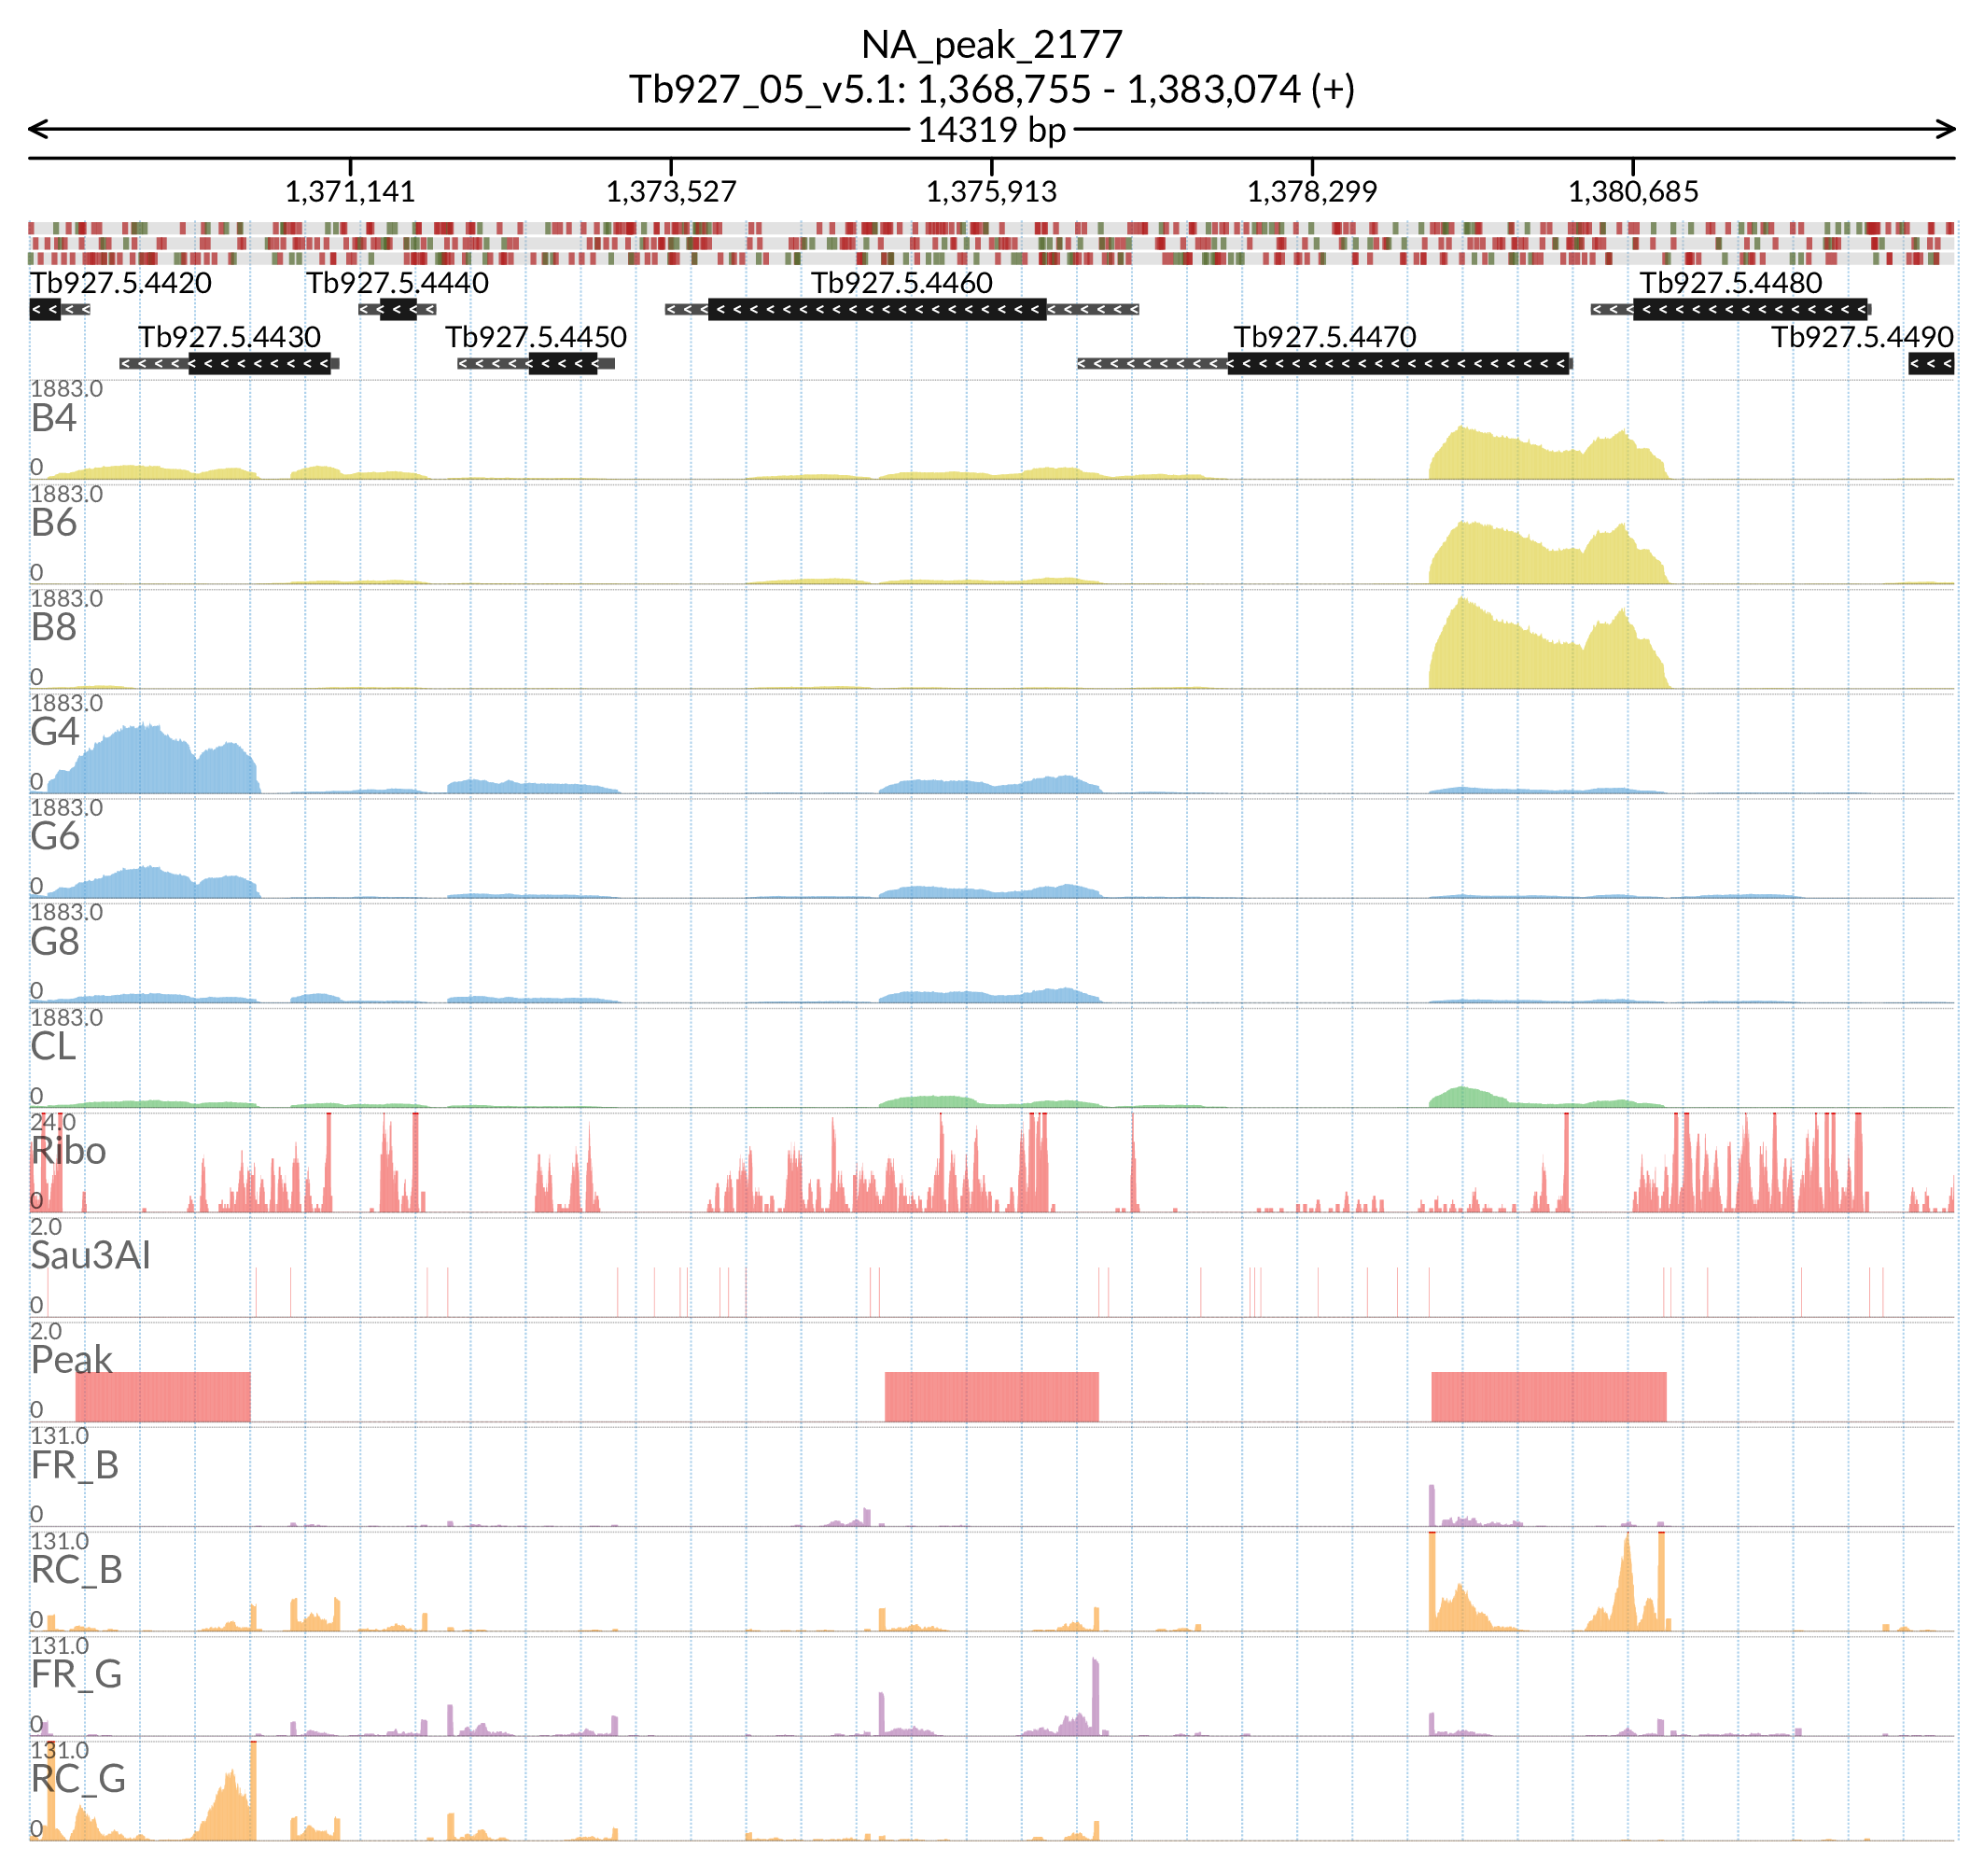 NA_peak_2177
Tb927_05_v5.1: 1,368,755 - 1,383,074 (+)
14319 bp
1,371,141 1,373,527 1,375,913 1,378,299 1,380,685
Tb927.5.4420 Tb927.5.4440 Tb927.5.4460 Tb927.5.4480
Tb927.5.4430 Tb927.5.4450 Tb927.5.4470 Tb927.5.4490
1883.0
B4
0
1883.0
B6
0
1883.0
B8
0
1883.0
G4
0
1883.0
G6
0
1883.0
G8
0
1883.0
CL
0
24.0
Ribo
0
2.0
Sau3AI
0
2.0
Peak
0
131.0
FR_B
0
131.0
RC_B
0
131.0
FR_G
0
131.0
RC_G
0